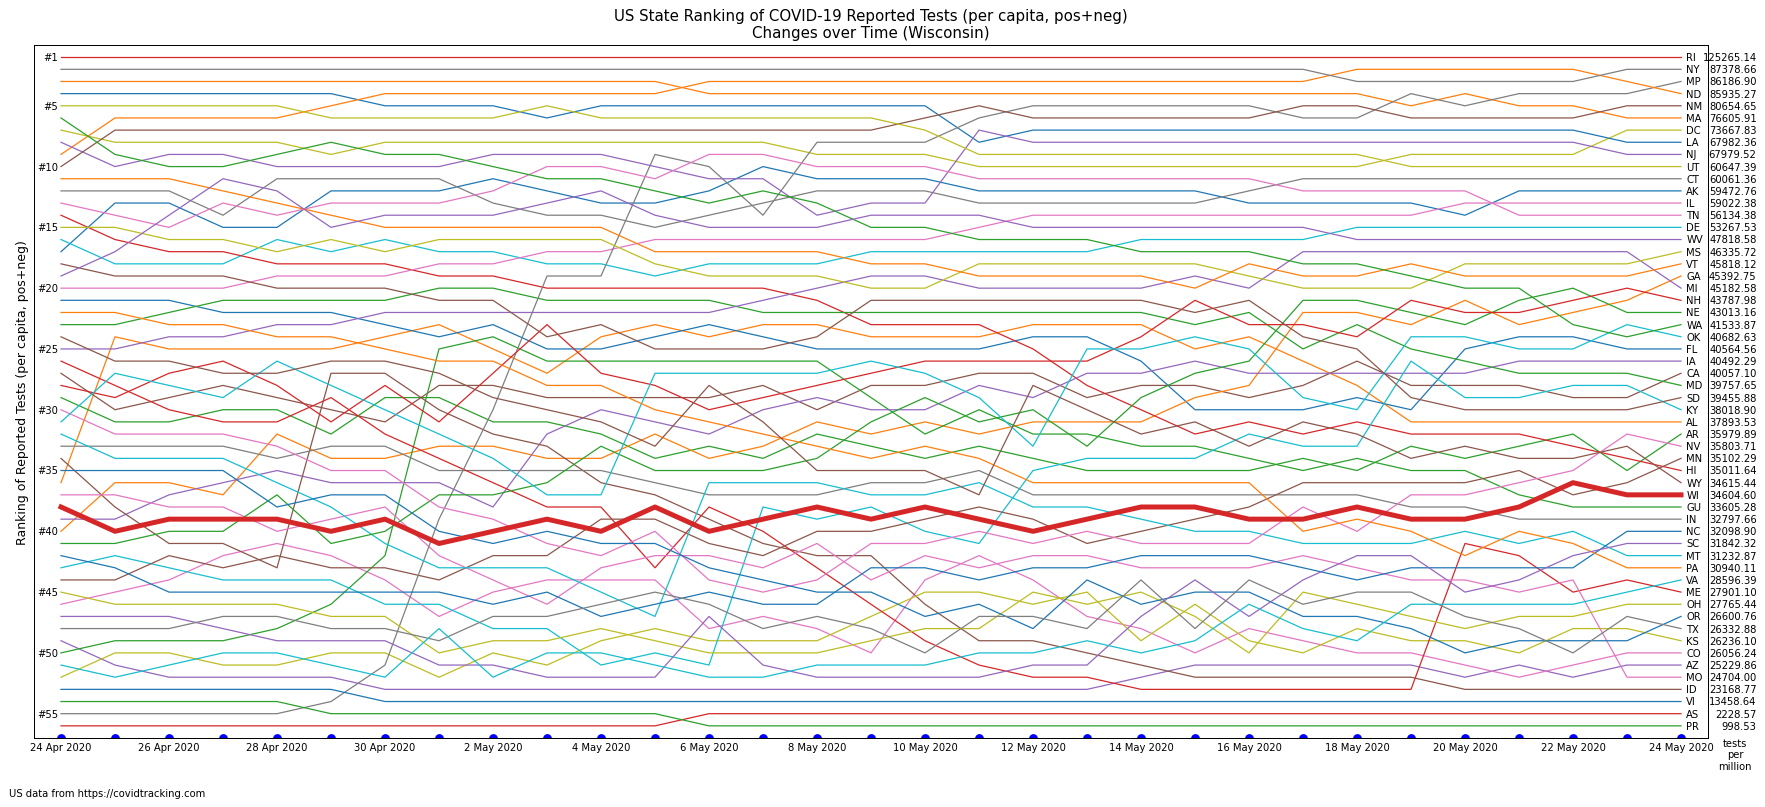 US State Ranking of COVID-19 Reported Tests (per capita, pos+neg)
Changes over Time (Wisconsin)
Ranking of Reported Tests (per capita, pos+neg)
#1
#5
#10
#15
#20
#25
#30
#35
#40
#45
#50
#55
RI 125265.14
NY 87378.66
MP 86186.90
ND 85935.27
NM 80654.65
MA 76605.91
DC 73667.83
LA 67982.36
NJ 67979.52
UT 60647.39
CT 60061.36
AK 59472.76
IL 59022.38
TN 56134.38
DE 53267.53
WV 47818.58
MS 46335.72
VT 45818.12
GA 45392.75
MI 45182.58
NH 43787.98
NE 43013.16
WA 41533.87
OK 40682.63
FL 40564.56
IA 40492.29
CA 40057.10
MD 39757.65
SD 39455.88
KY 38018.90
AL 37893.53
AR 35979.89
NV 35803.71
MN 35102.29
HI 35011.64
WY 34615.44
WI 34604.60
GU 33605.28
IN 32797.66
NC 32098.90
SC 31842.32
MT 31232.87
PA 30940.11
VA 28596.39
ME 27901.10
OH 27765.44
OR 26600.76
TX 26332.88
KS 26236.10
CO 26056.24
AZ 25229.86
MO 24704.00
ID 23168.77
VI 13458.64
AS 2228.57
PR 998.53
24 Apr 2020 26 Apr 2020 28 Apr 2020 30 Apr 2020 2 May 2020 4 May 2020 6 May 2020 8 May 2020 10 May 2020 12 May 2020 14 May 2020 16 May 2020 18 May 2020 20 May 2020 22 May 2020 24 May 2020
tests
per
million
US data from https://covidtracking.com